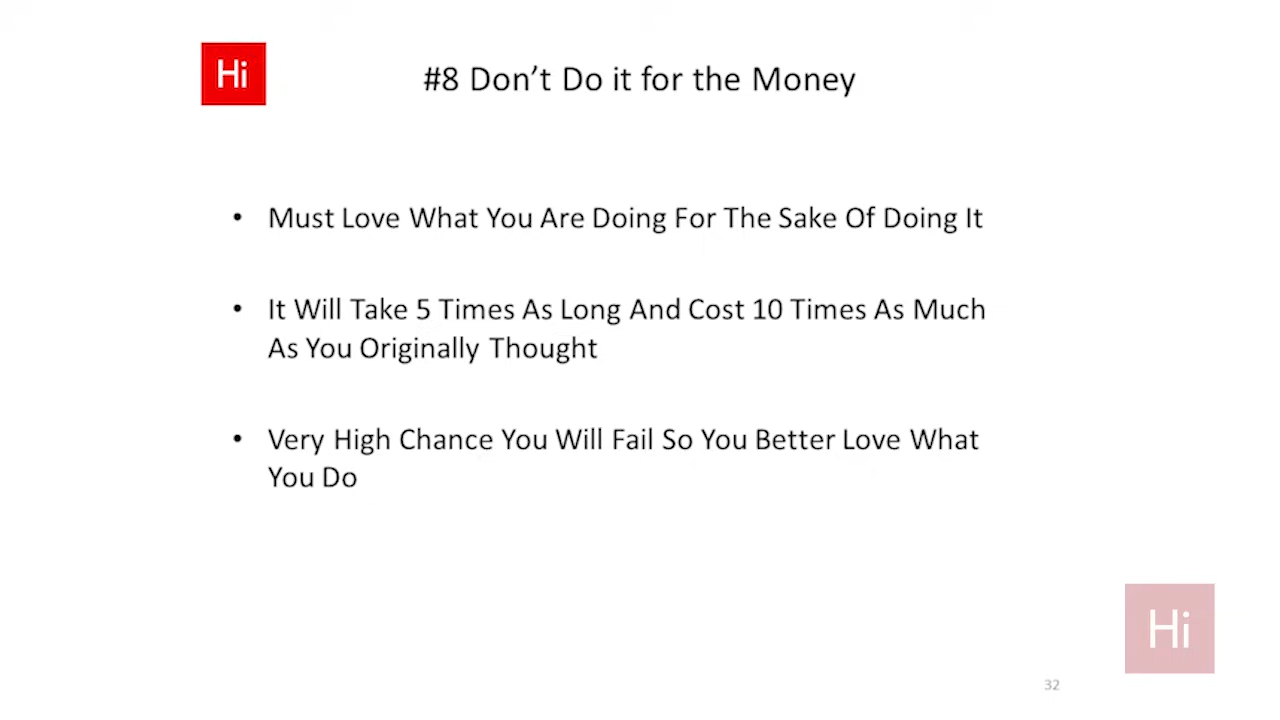 Hi
#8 Don’t Do it for the Money
• Must Love What You Are Doing For The Sake Of Doing It
• It Will Take 5 Times As Long And Cost 10 Times As Much
As You Originally Thought
• Very High Chance You Will Fail So You Better Love What
You Do
Hi
32